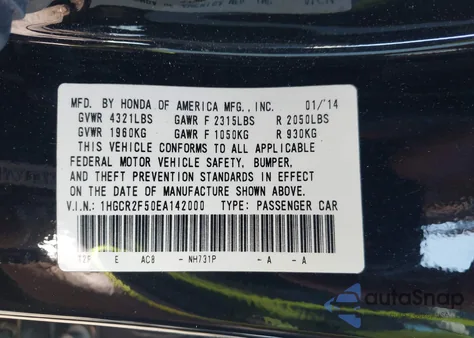 MFD. BY HONDA OF AMERICA MFG., INC. 01/'14
GVWR 4321LBS GAWR F 2315LBS R 2050LBS
GVWR 1960KG GAWR F 1050KG R 930KG
THIS VEHICLE CONFORMS TO ALL APPLICABLE
FEDERAL MOTOR VEHICLE SAFETY, BUMPER,
AND THEFT PREVENTION STANDARDS IN EFFECT
ON THE DATE OF MANUFACTURE SHOWN ABOVE.
V.I.N.: 1HGCR2F50EA142000 TYPE: PASSENGER CAR
E AC8 - NH731P - A - A
autoSnap